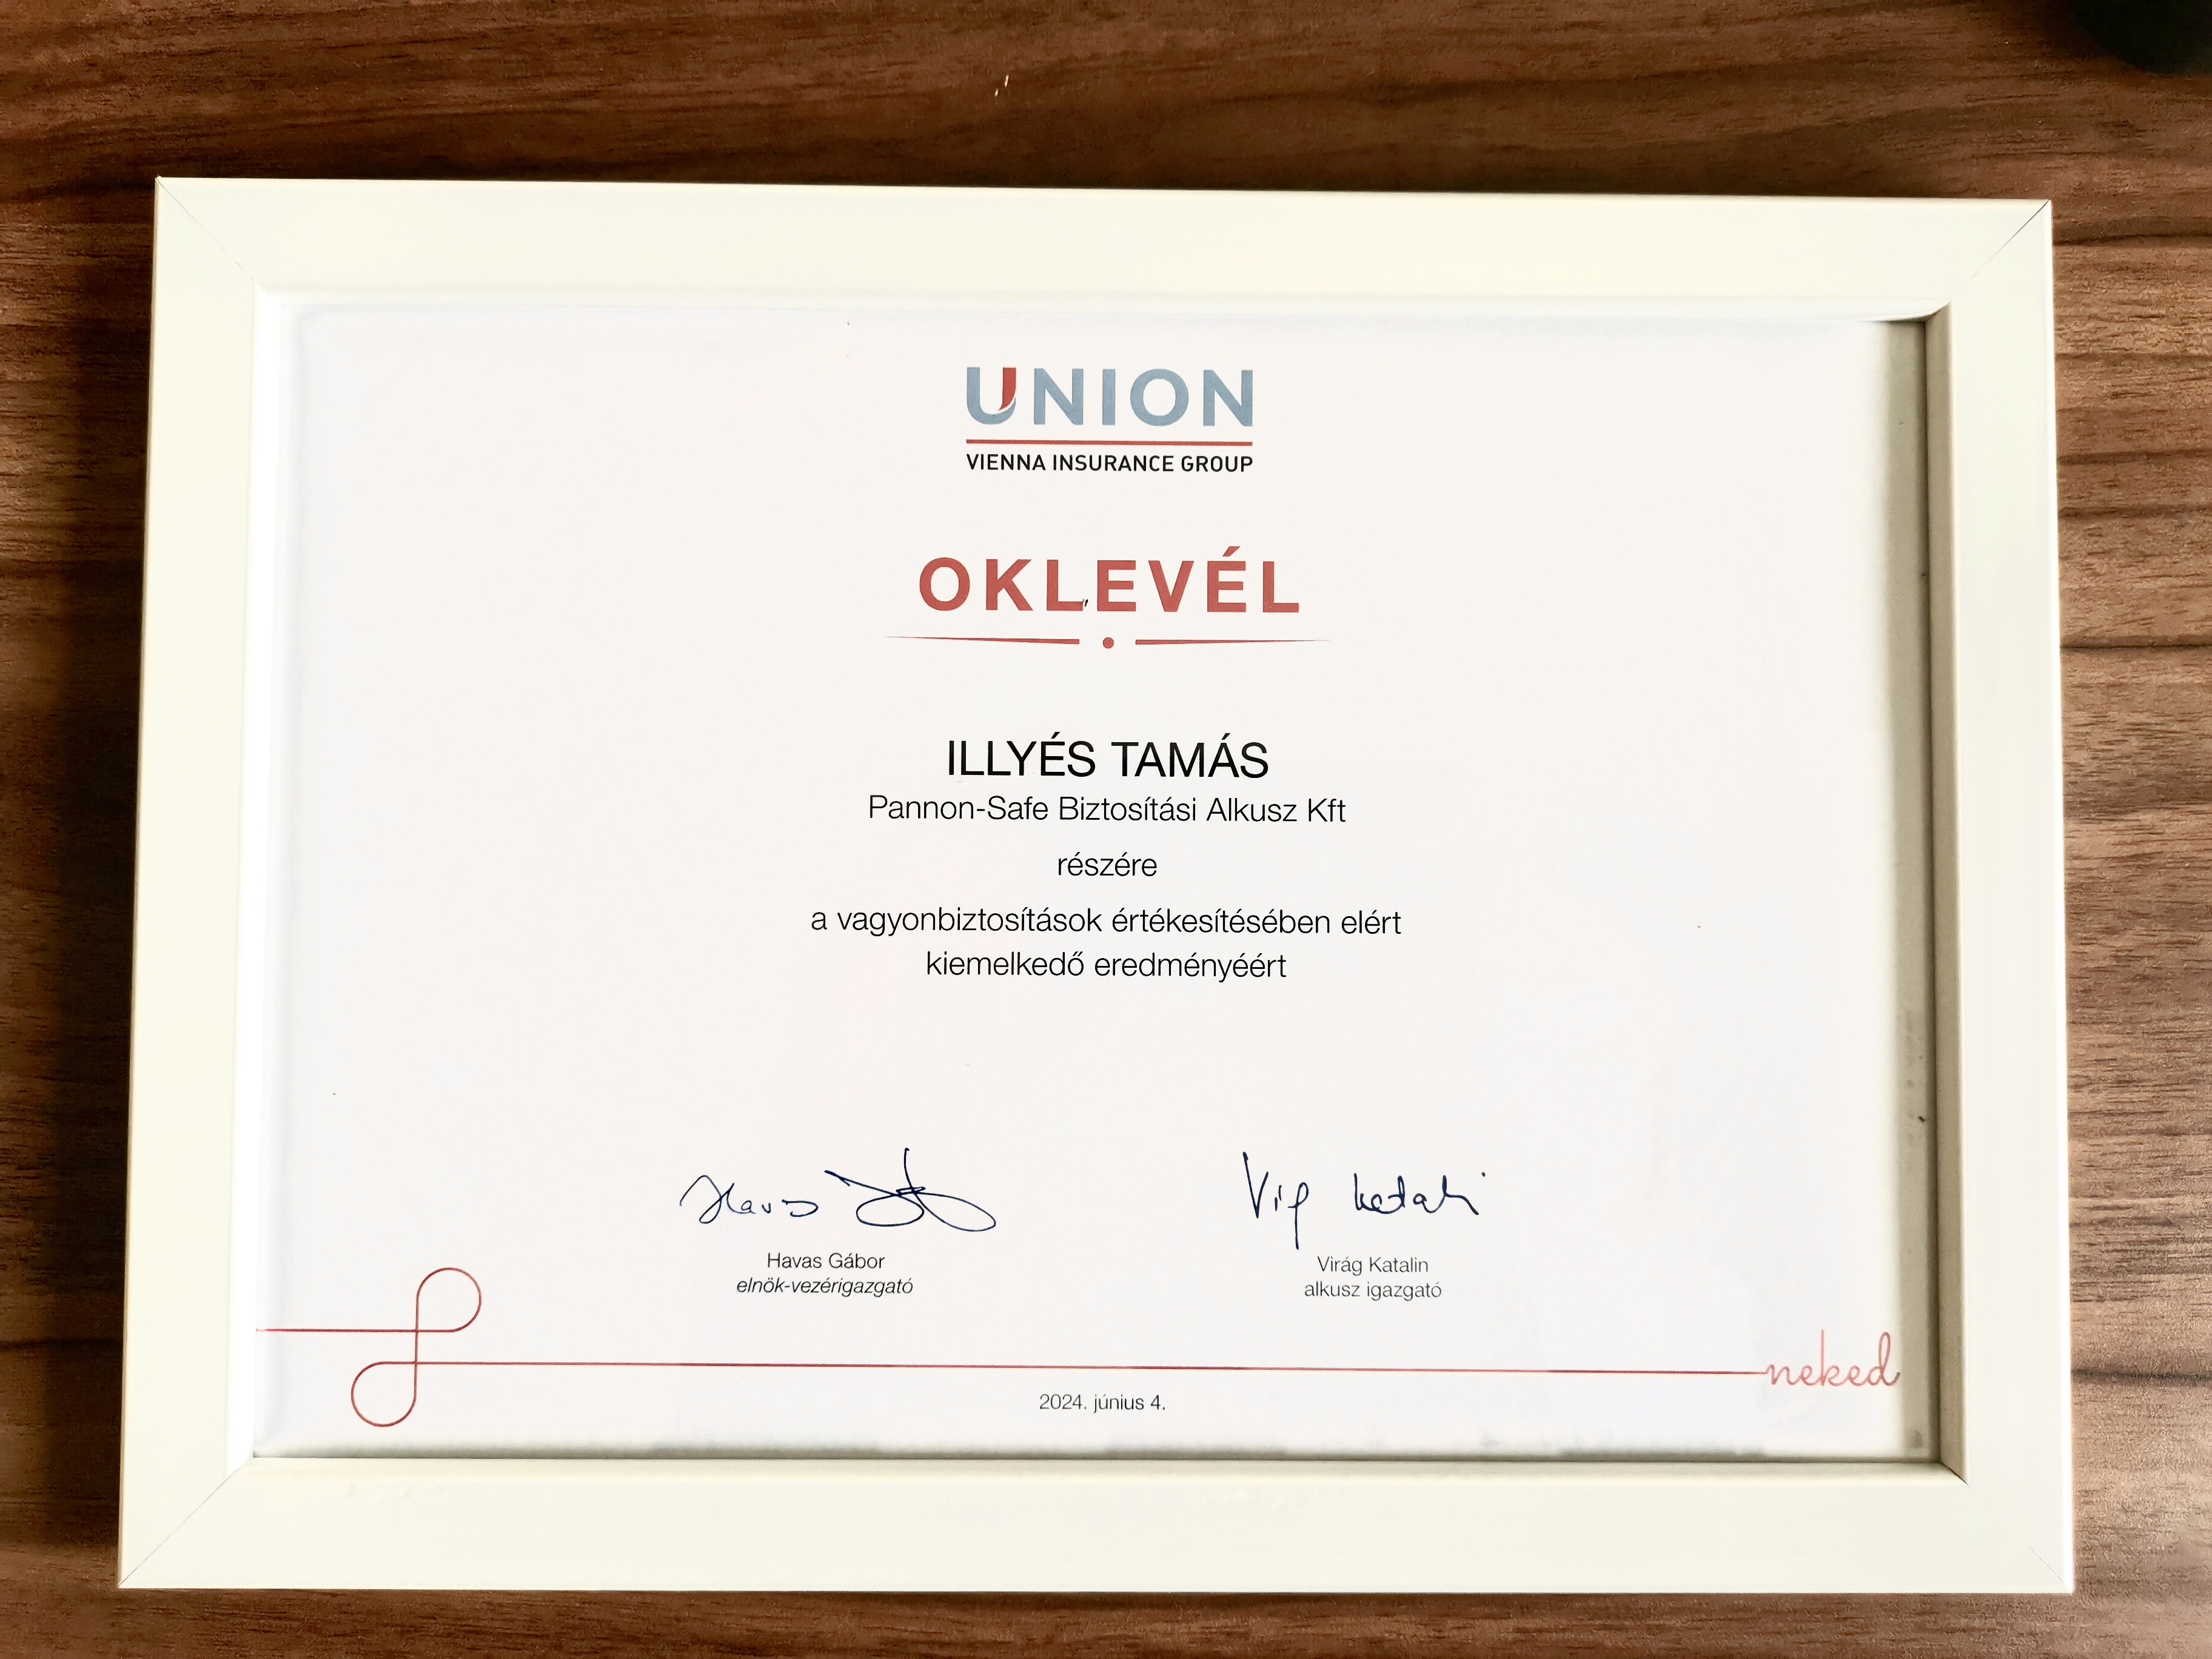 UNION
VIENNA INSURANCE GROUP
OKLEVÉL
ILLYÉS TAMÁS
Pannon-Safe Biztosítási Alkusz Kft
részére
a vagyonbiztosítások értékesítésében elért
kiemelkedő eredményéért
Havas Gábor
elnök-vezérigazgató
Virág Katalin
alkusz igazgató
neked
2024. június 4.